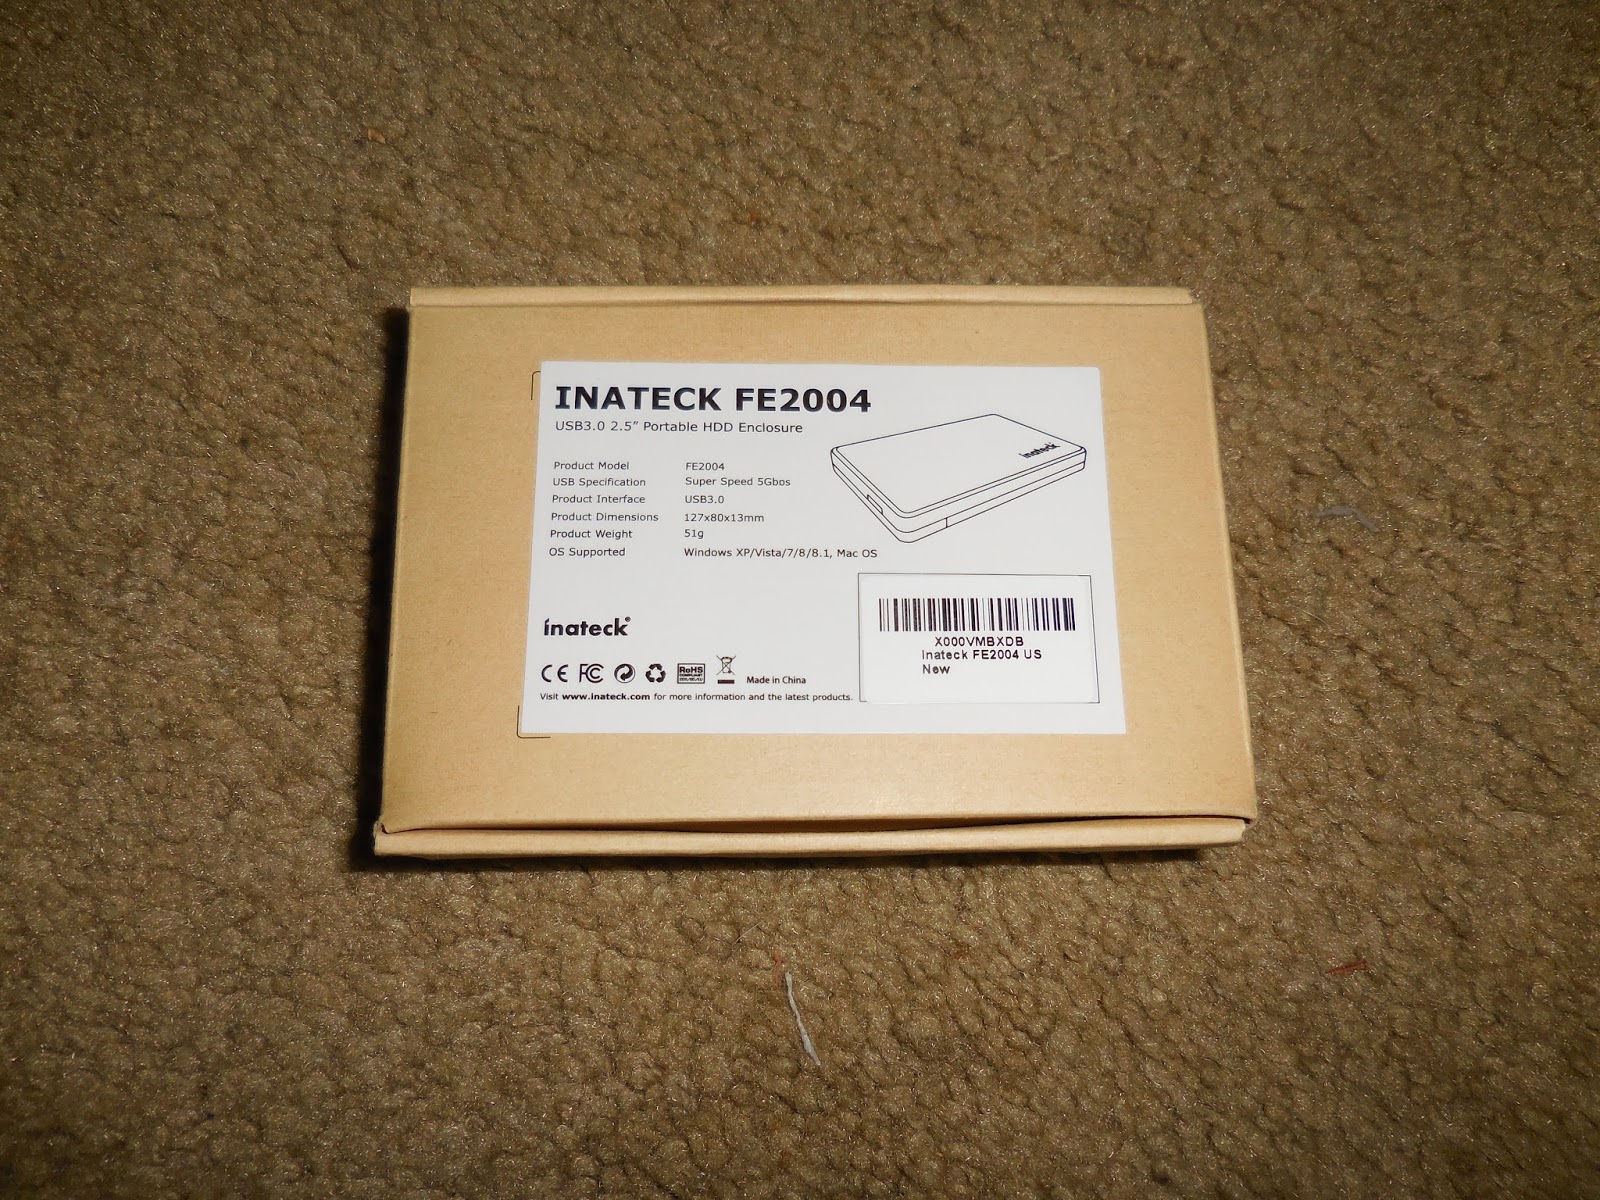 INATECK FE2004
USB3.0 2.5" Portable HDD Enclosure
inateck
Product Model FE2004
USB Specification Super Speed 5Gbps
Product Interface USB3.0
Product Dimensions 127x80x13mm
Product Weight 51g
OS Supported Windows XP/Vista/7/8/8.1, Mac OS
inateck®
CE FC RoHS COMPLIANT Made in China
Visit www.inateck.com for more information and the latest products.
X000VMBXDB
Inateck FE2004 US
New